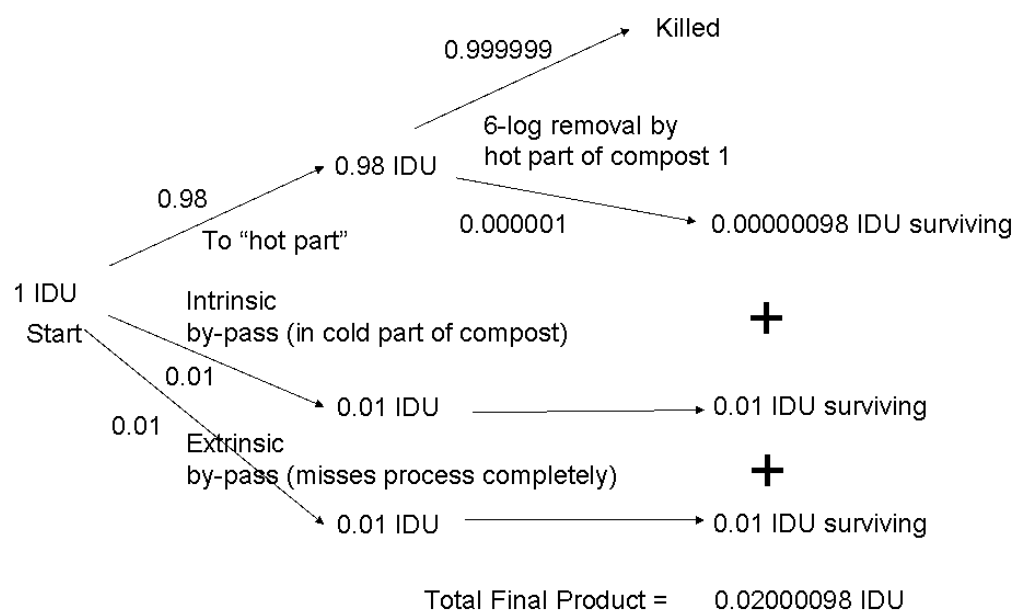 Killed
0.999999
6-log removal by
hot part of compost 1
0.98 IDU
0.98
0.000001
0.00000098 IDU surviving
To “hot part”
1 IDU
Start
Intrinsic
by-pass (in cold part of compost)
+
0.01
0.01 IDU
0.01 IDU surviving
0.01
Extrinsic
by-pass (misses process completely)
+
0.01 IDU
0.01 IDU surviving
Total Final Product =
0.02000098 IDU